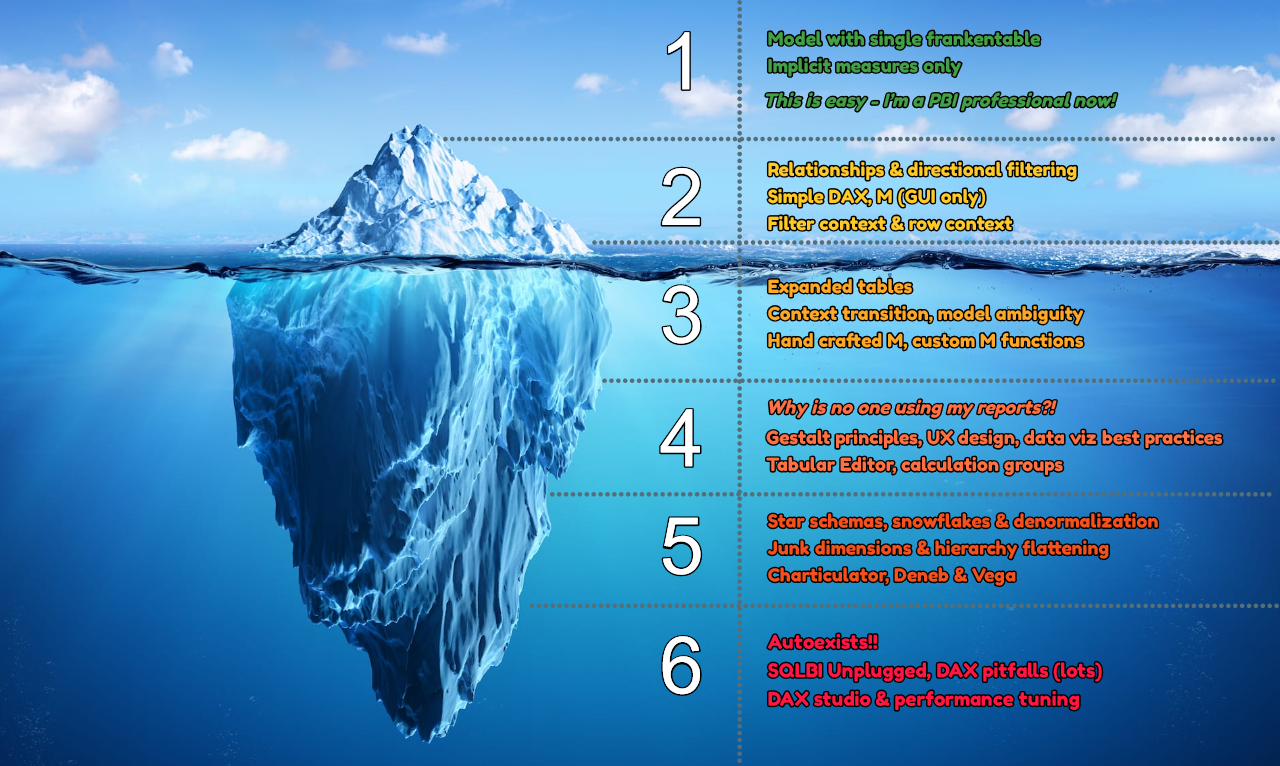 1
Model with single frankentable
Implicit measures only
This is easy - I'm a PBI professional now!
2
Relationships & directional filtering
Simple DAX, M (GUI only)
Filter context & row context
3
Expanded tables
Context transition, model ambiguity
Hand crafted M, custom M functions
4
Why is no one using my reports?!
Gestalt principles, UX design, data viz best practices
Tabular Editor, calculation groups
5
Star schemas, snowflakes & denormalization
Junk dimensions & hierarchy flattening
Charticulator, Deneb & Vega
6
Autoexists!!
SQLBI Unplugged, DAX pitfalls (lots)
DAX studio & performance tuning